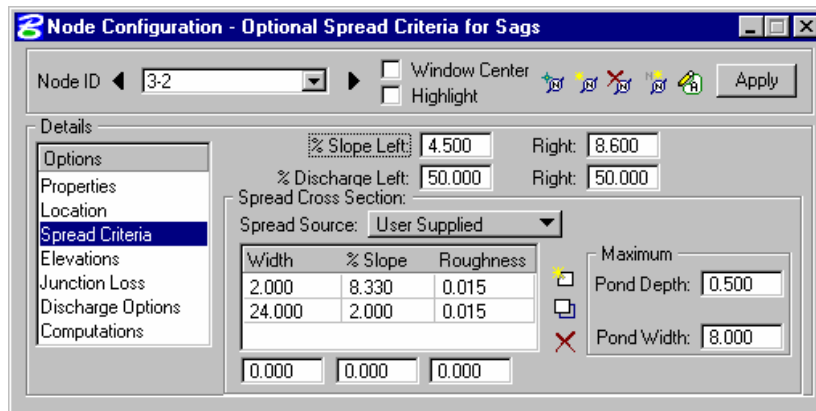 Node Configuration - Optional Spread Criteria for Sags
Node ID 3-2 Window Center Highlight Apply
Details
% Slope Left: 4.500 Right: 8.600
% Discharge Left: 50.000 Right: 50.000
Options
Properties
Location
Spread Criteria
Elevations
Junction Loss
Discharge Options
Computations
Spread Cross Section:
Spread Source: User Supplied
Width % Slope Roughness
2.000 8.330 0.015
24.000 2.000 0.015
0.000 0.000 0.000
Maximum
Pond Depth: 0.500
Pond Width: 8.000